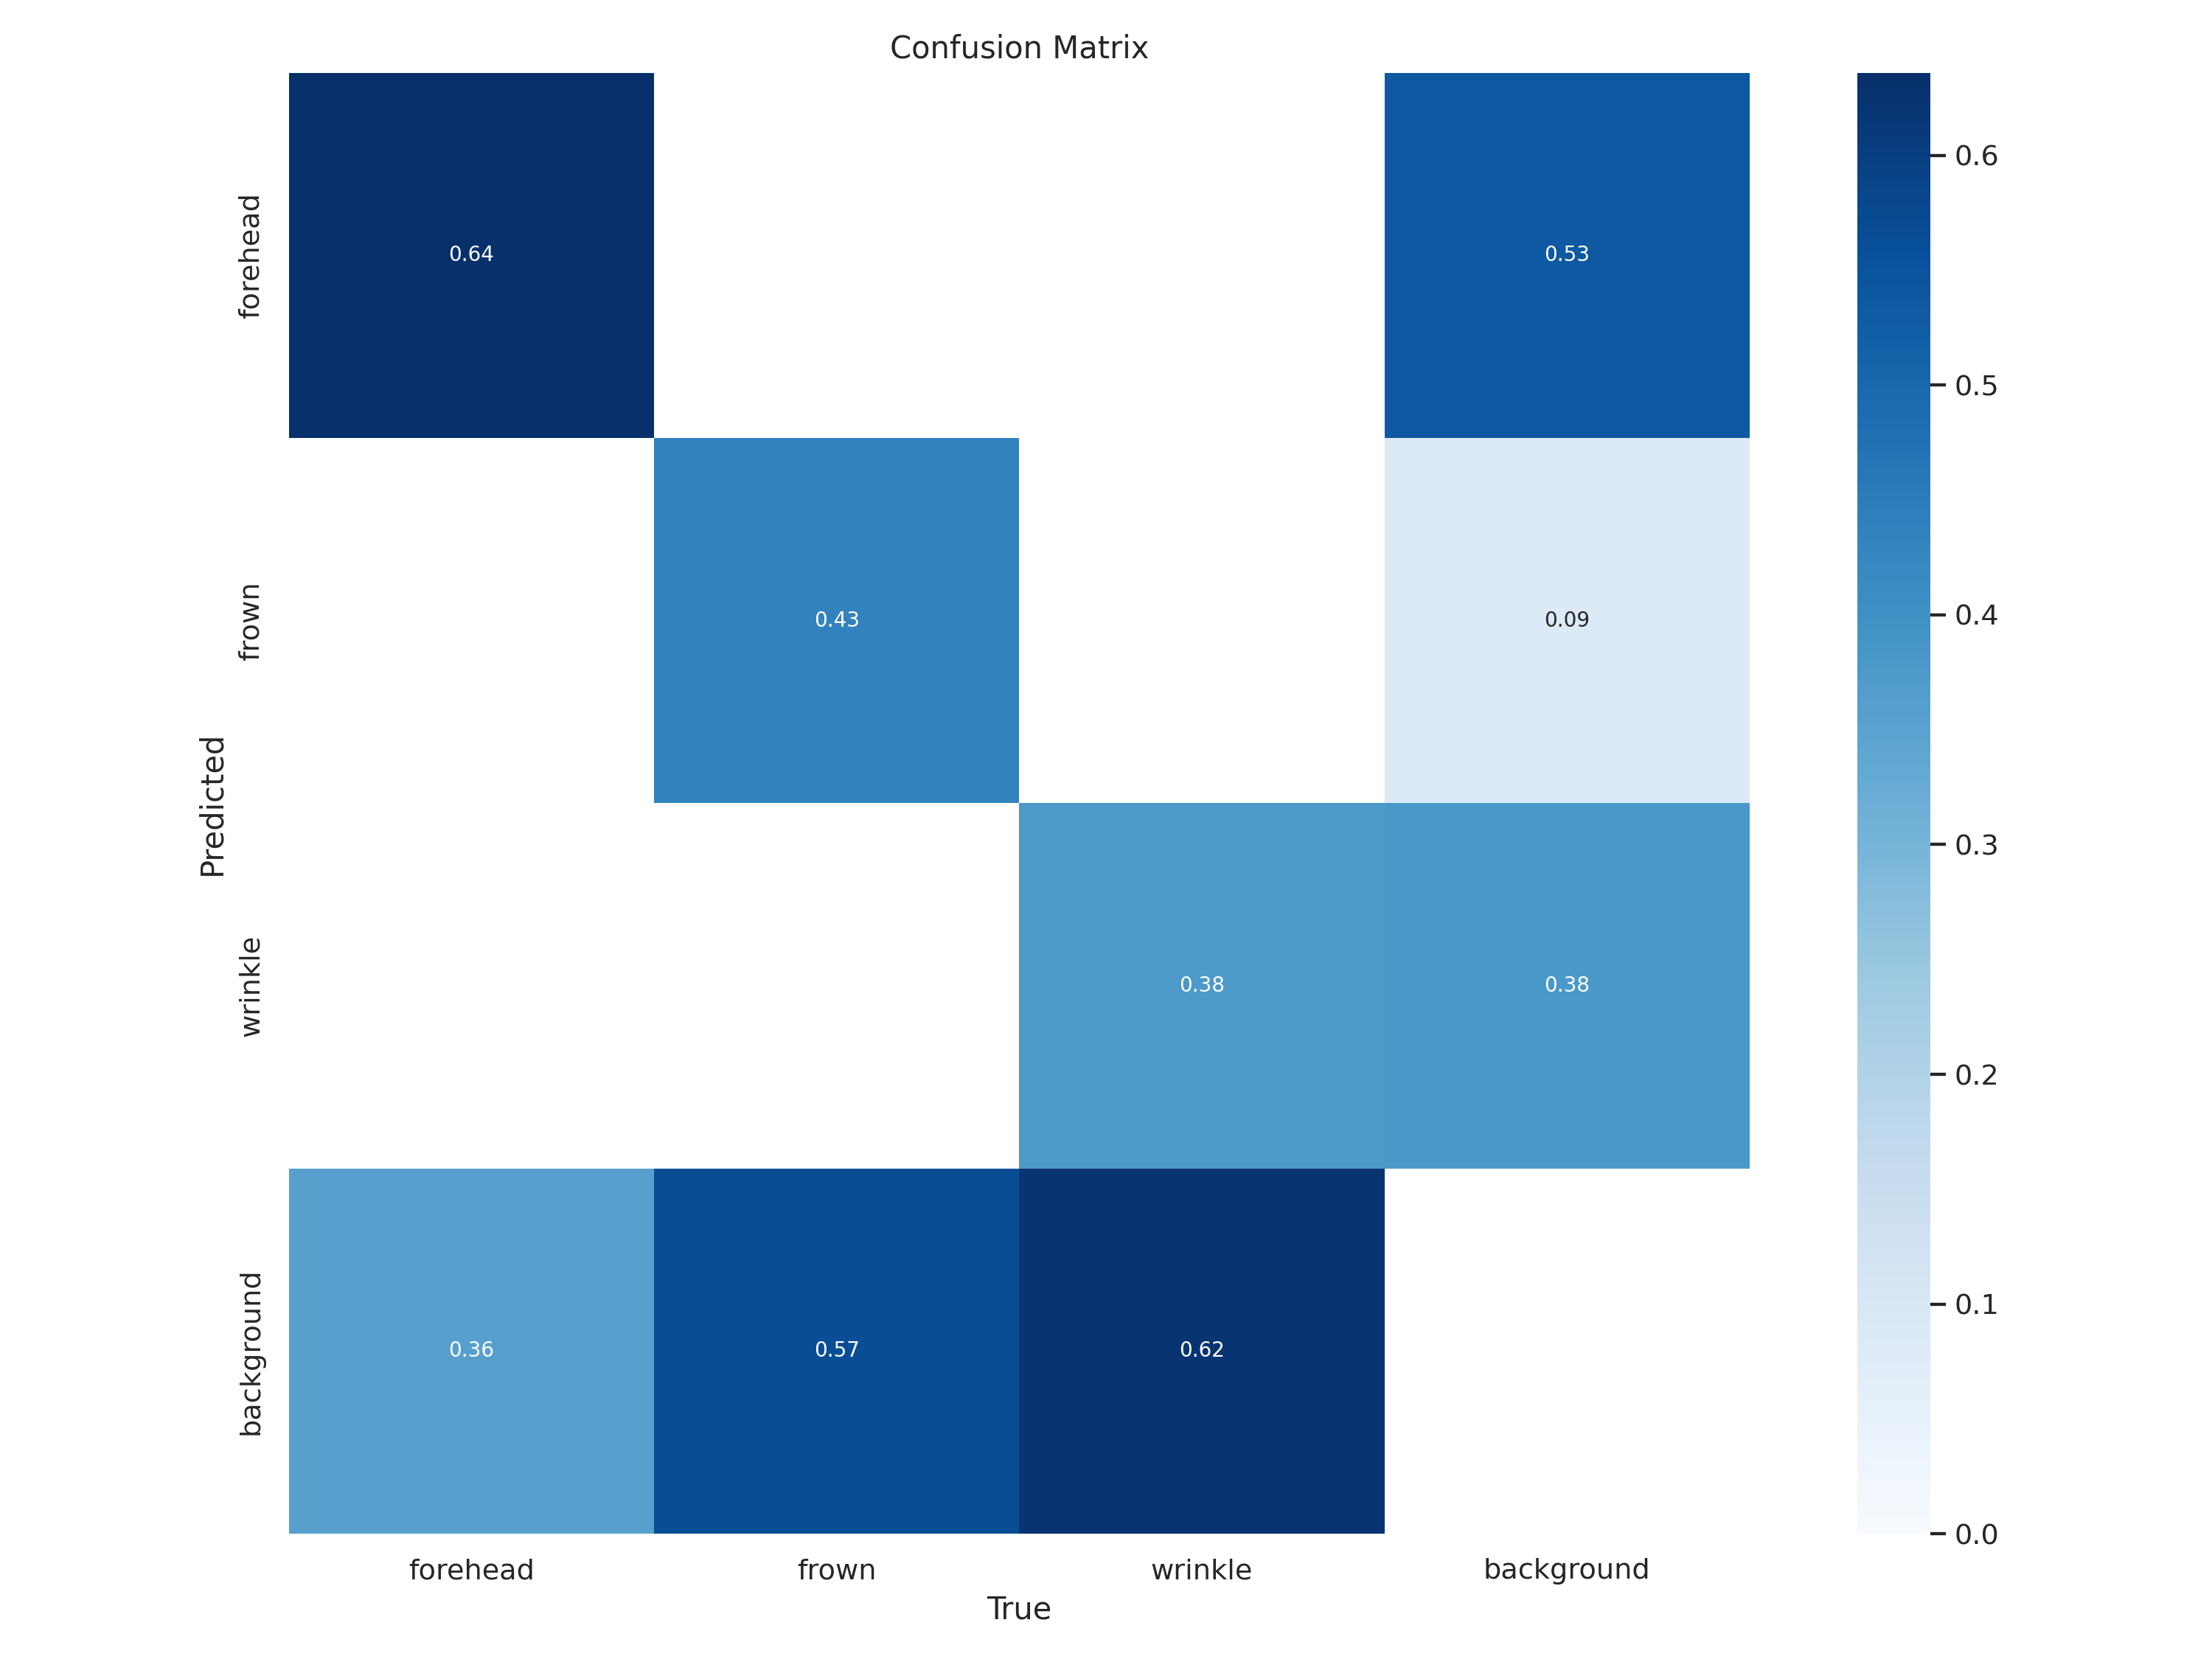 Confusion Matrix
forehead
0.64
0.53
0.6
0.5
frown
0.43
0.09
0.4
Predicted
0.3
wrinkle
0.38
0.38
0.2
background
0.36
0.57
0.62
0.1
0.0
forehead
frown
wrinkle
background
True